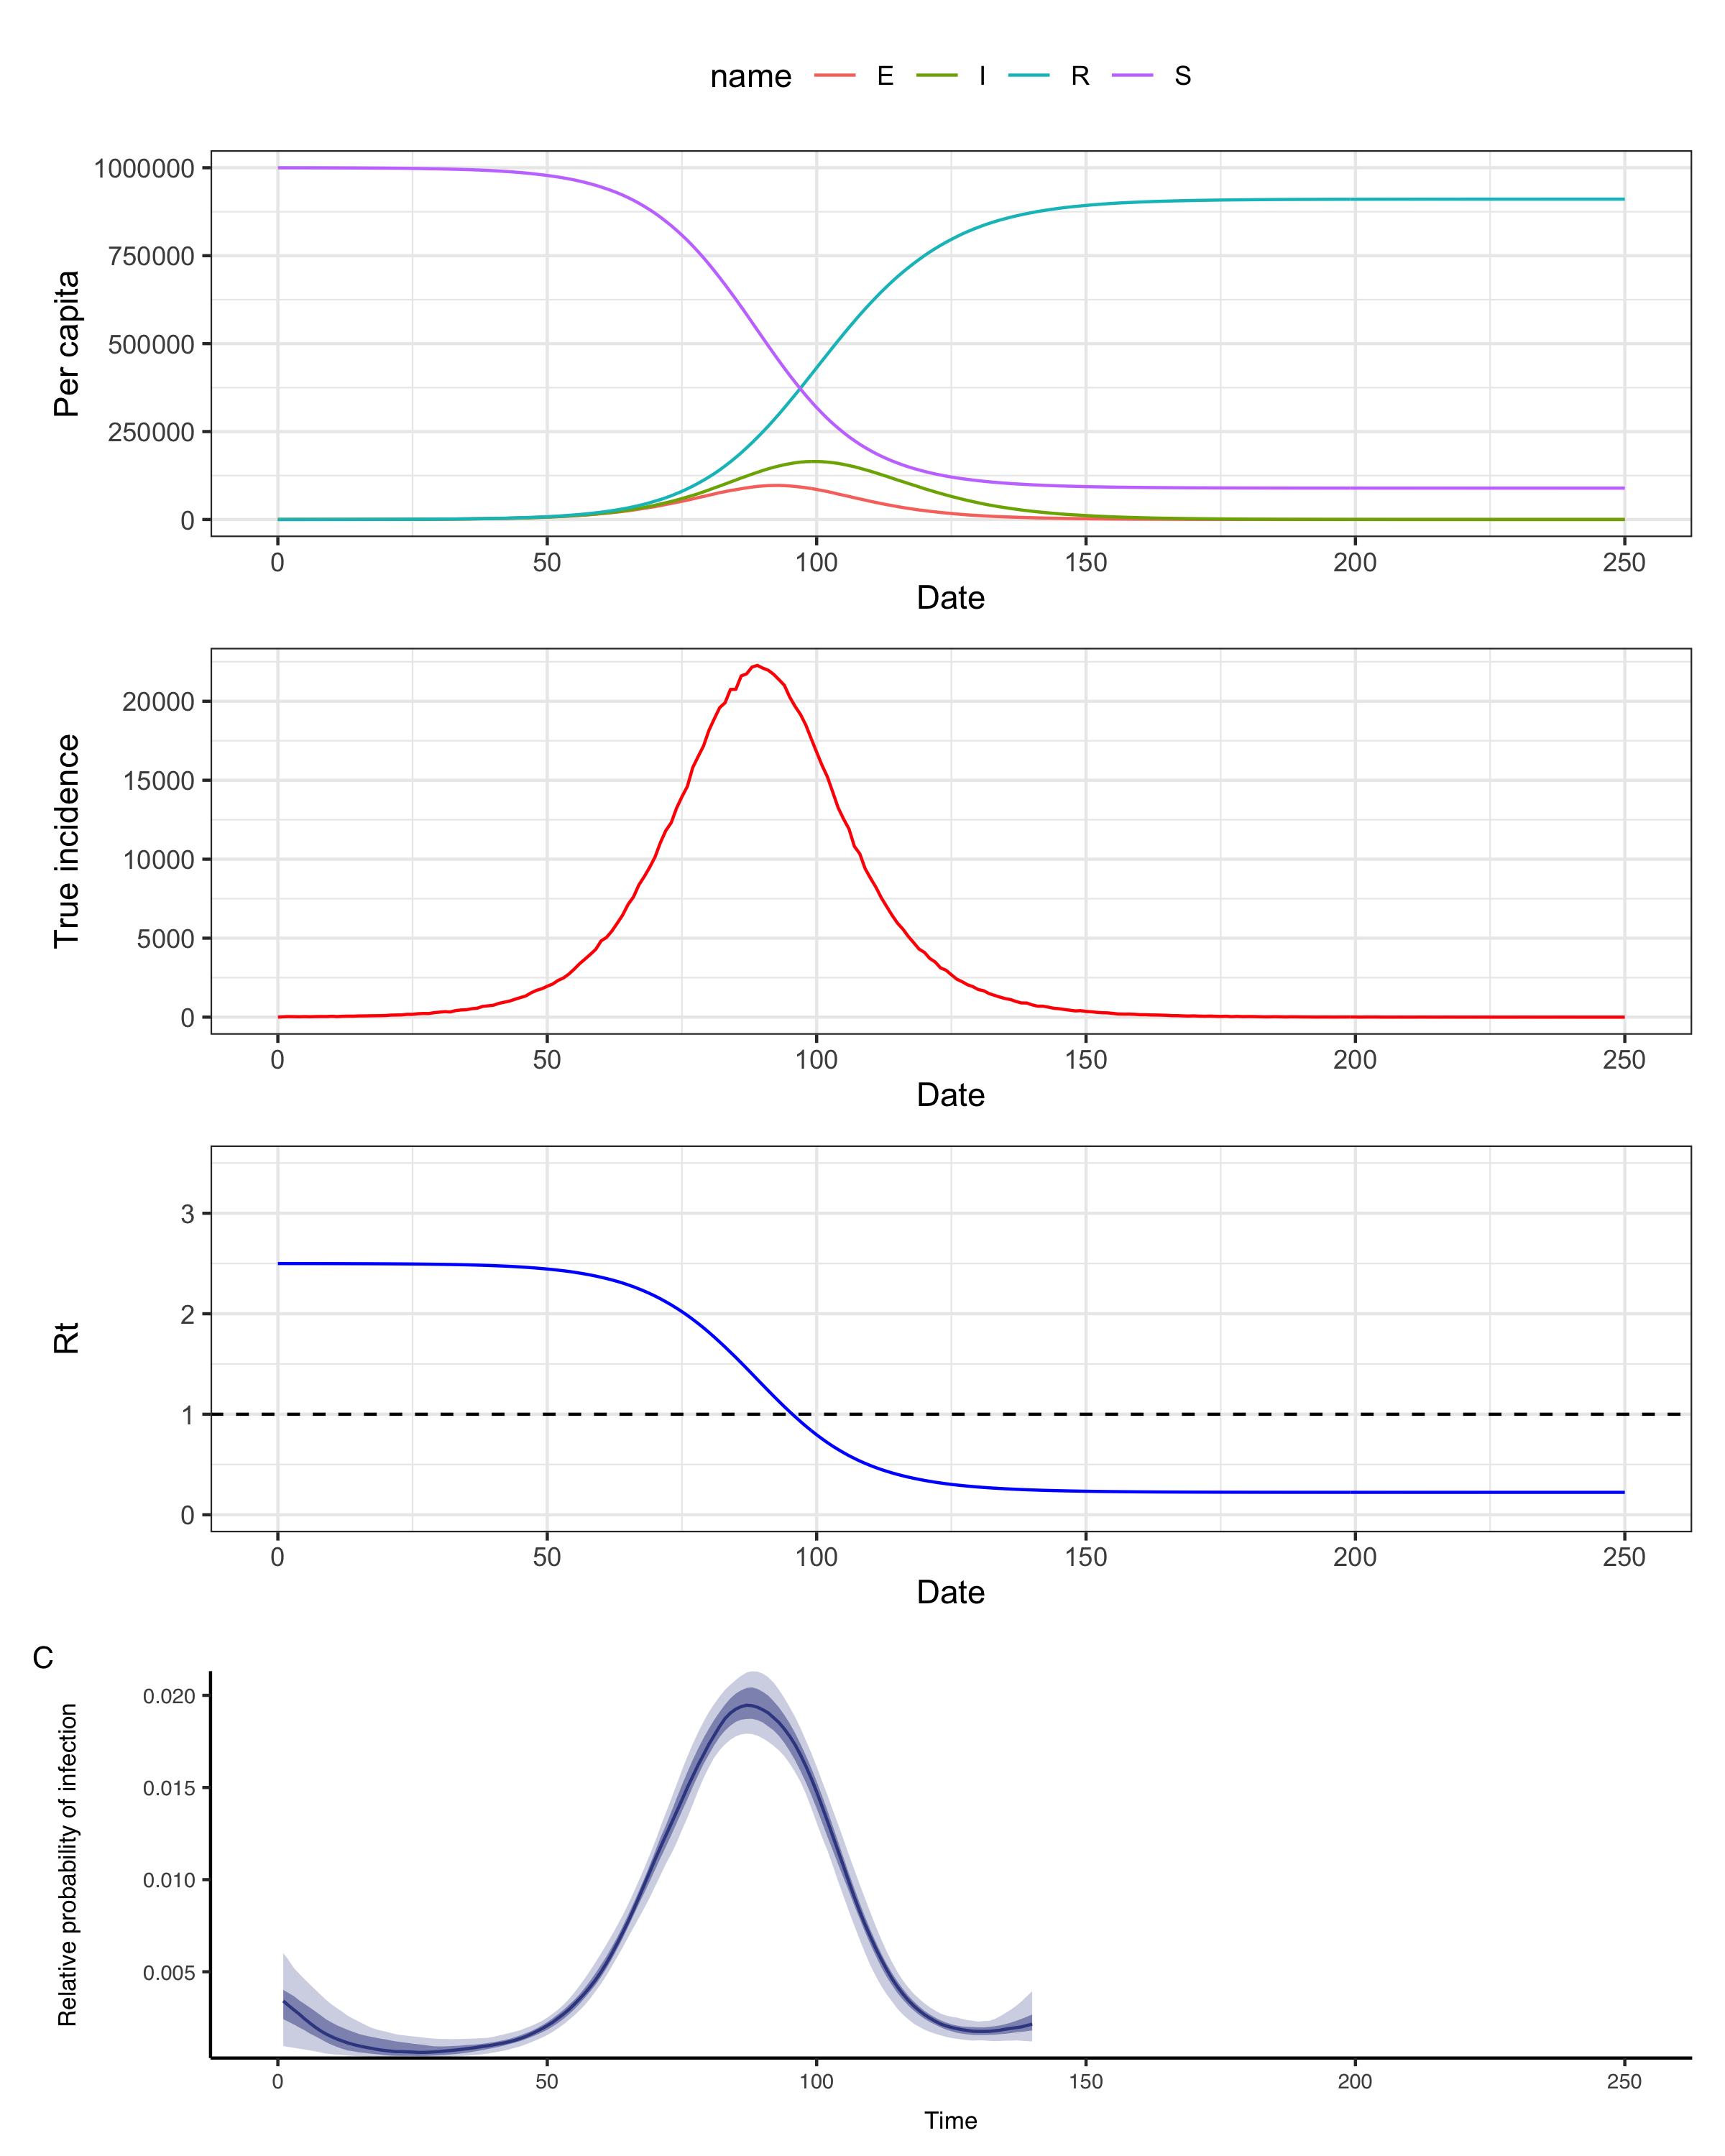 name E I R S
Per capita
1000000
750000
500000
250000
0
0 50 100 150 200 250
Date
True incidence
20000
15000
10000
5000
0
0 50 100 150 200 250
Date
Rt
3
2
1
0
0 50 100 150 200 250
Date
C
Relative probability of infection
0.020
0.015
0.010
0.005
0 50 100 150 200 250
Time